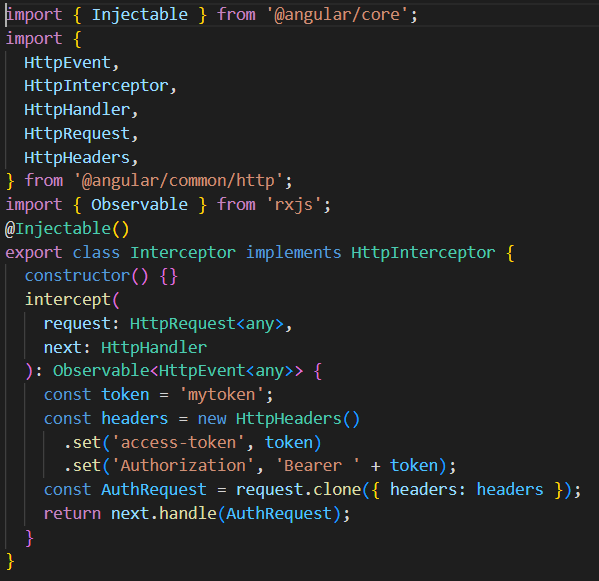 import { Injectable } from '@angular/core';
import {
  HttpEvent,
  HttpInterceptor,
  HttpHandler,
  HttpRequest,
  HttpHeaders,
} from '@angular/common/http';
import { Observable } from 'rxjs';
@Injectable()
export class Interceptor implements HttpInterceptor {
  constructor() {}
  intercept(
    request: HttpRequest<any>,
    next: HttpHandler
  ): Observable<HttpEvent<any>> {
    const token = 'mytoken';
    const headers = new HttpHeaders()
      .set('access-token', token)
      .set('Authorization', 'Bearer ' + token);
    const AuthRequest = request.clone({ headers: headers });
    return next.handle(AuthRequest);
  }
}